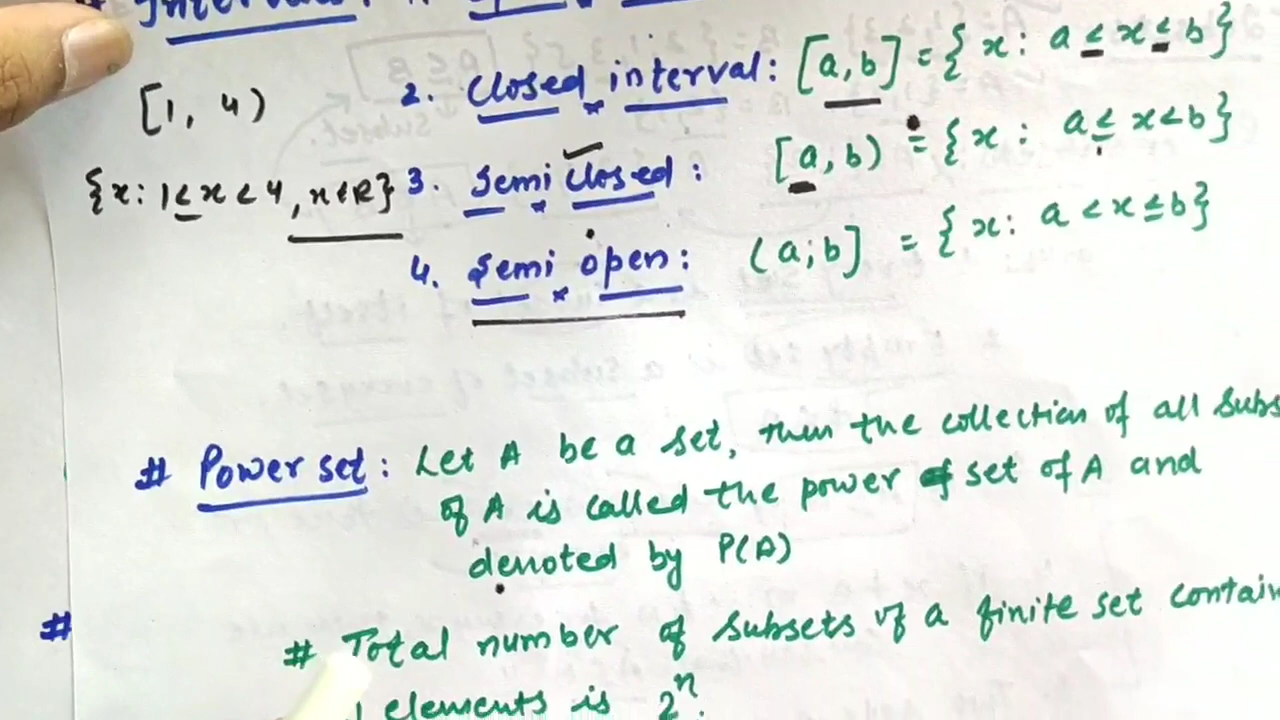 # Interval:
2. Closed interval: [a,b] = { x: a ≤ x ≤ b}
[1, 4)
3. Semi closed: [a,b) = {x: a ≤ x < b}
{x: 1 ≤ x < 4, x ∈ R}
4. Semi open: (a;b] = {x: a < x ≤ b}
# Power set: Let A be a set, then the collection of all subs
of A is called the power set of A and
denoted by P(A)
#
# Total number of subsets of a finite set contain
elements is 2ⁿ.